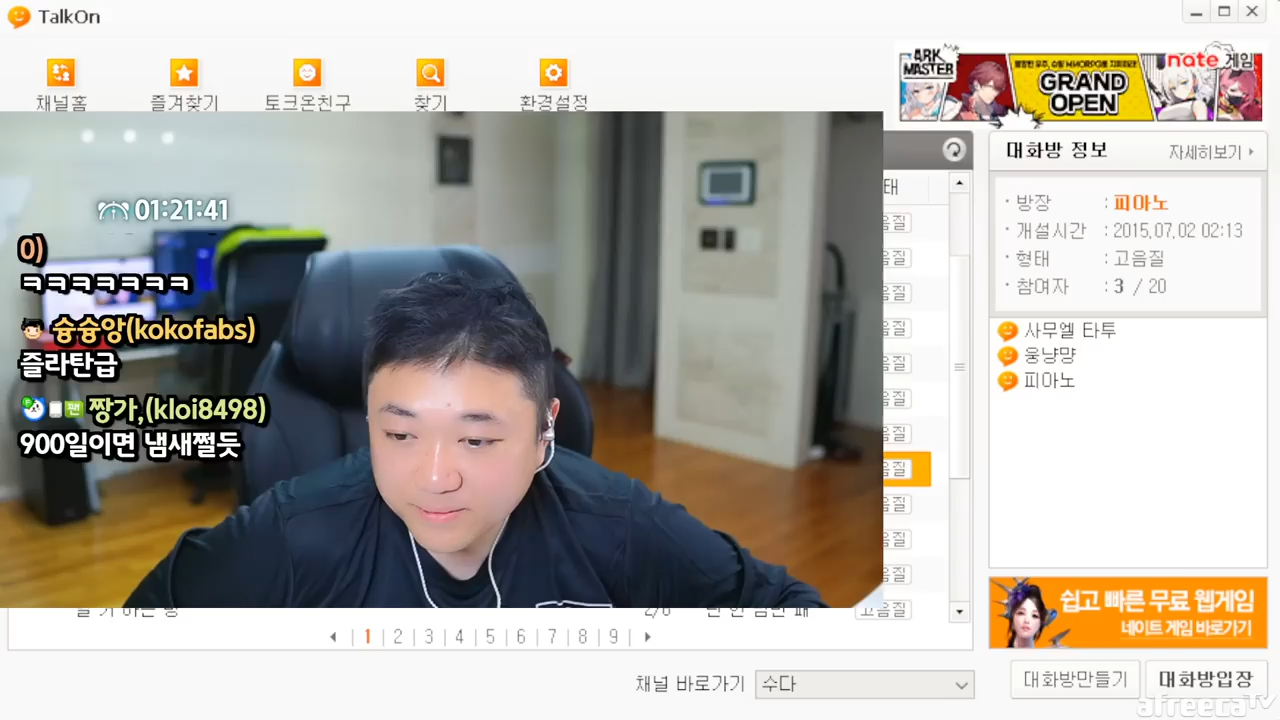 TalkOn
채널홈
즐겨찾기
토크온친구
찾기
환경설정
ARK MASTER
GRAND OPEN
nate 게임
대화방 정보
자세히보기
· 방장 : 피아노
· 개설시간 : 2015.07.02 02:13
· 형태 : 고음질
· 참여자 : 3 / 20
사무엘 타투
웅냥먕
피아노
01:21:41
0)
ㅋㅋㅋㅋㅋㅋㅋ
슝슝앙(kokofabs)
즐라탄급
짱가,(kloi8498)
900일이면 냄새쩔듯
고음질
1 2 3 4 5 6 7 8 9
쉽고 빠른 무료 웹게임
네이트 게임 바로가기
채널 바로가기
수다
대화방만들기
대화방입장
afreecaTV